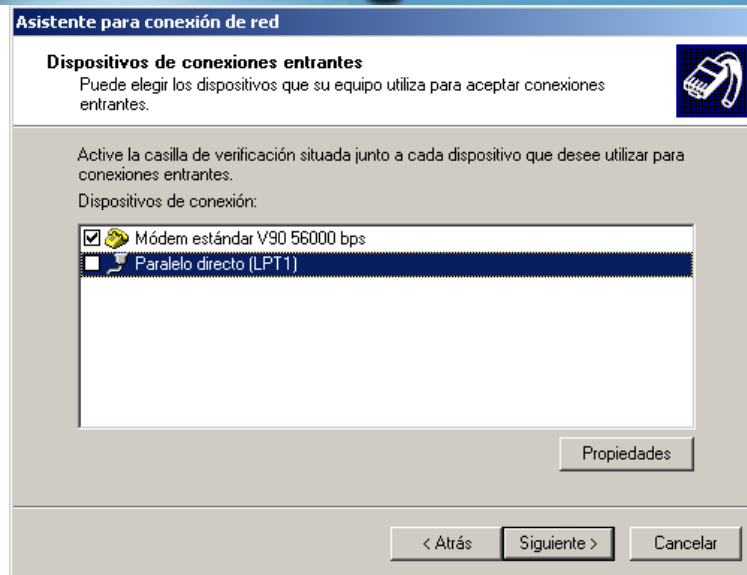 Asistente para conexión de red
Dispositivos de conexiones entrantes
Puede elegir los dispositivos que su equipo utiliza para aceptar conexiones
entrantes.
Active la casilla de verificación situada junto a cada dispositivo que desee utilizar para
conexiones entrantes.
Dispositivos de conexión:
Módem estándar V90 56000 bps
Paralelo directo (LPT1)
Propiedades
< Atrás
Siguiente >
Cancelar